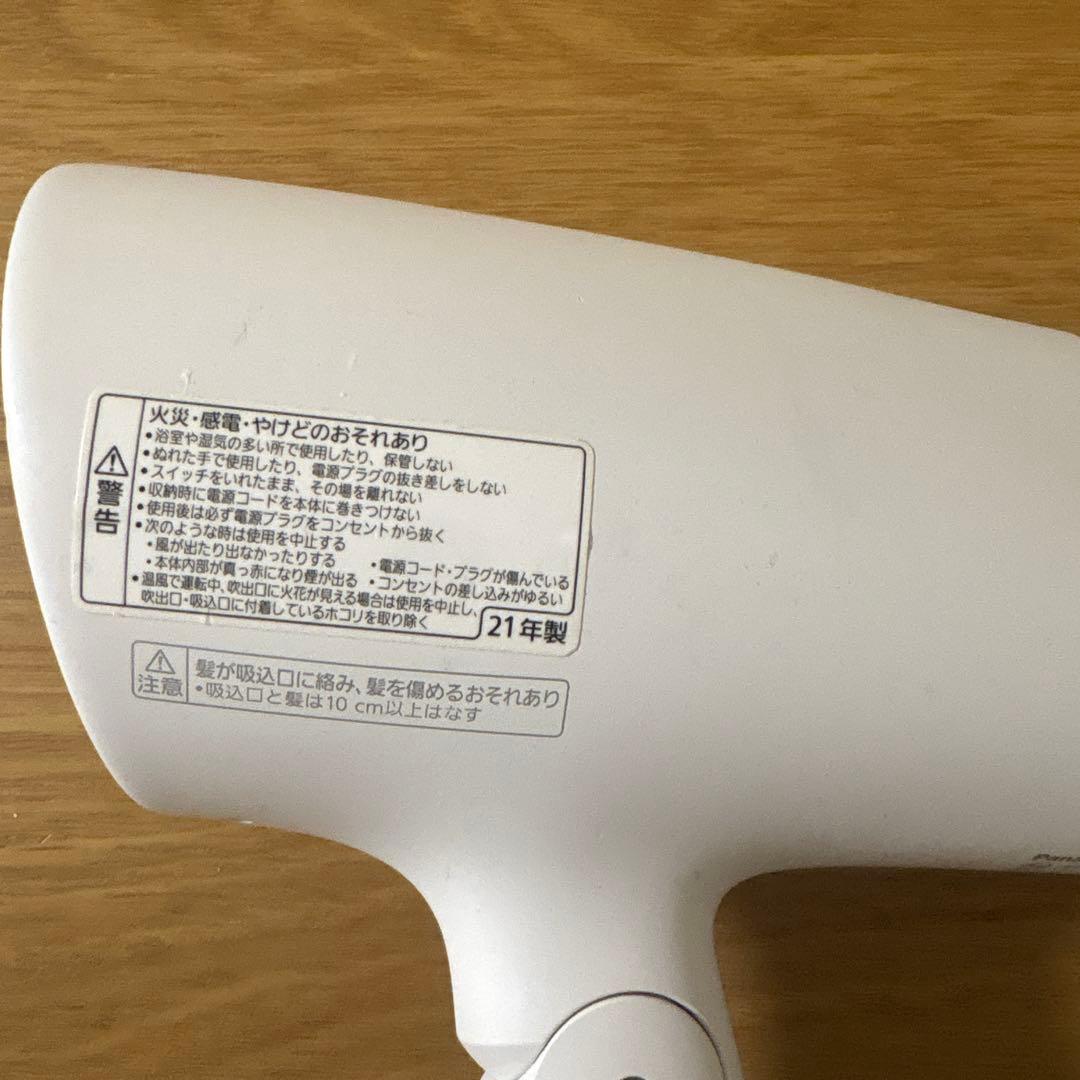 警告
火災・感電・やけどのおそれあり
•浴室や湿気の多い所で使用したり、保管しない
•ぬれた手で使用したり、電源プラグの抜き差しをしない
•スイッチをいれたまま、その場を離れない
•収納時に電源コードを本体に巻きつけない
•使用後は必ず電源プラグをコンセントから抜く
•次のような時は使用を中止する
•風が出たり出なかったりする
•電源コード・プラグが傷んでいる
•本体内部が真っ赤になり煙が出る
•コンセントの差し込みがゆるい
•温風で運転中、吹出口に火花が見える場合は使用を中止し、
吹出口・吸込口に付着しているホコリを取り除く
21年製
注意
髪が吸込口に絡み、髪を傷めるおそれあり
•吸込口と髪は10 cm以上はなす